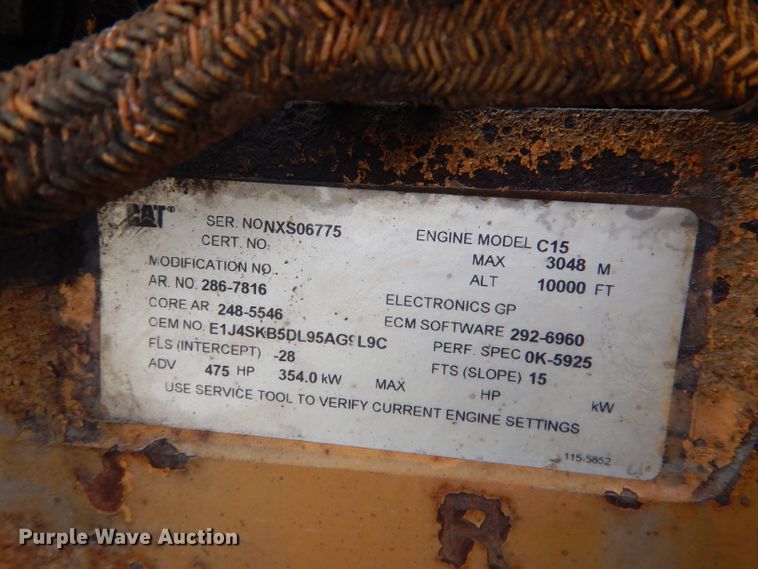 CAT® SER. NO NXS06775 ENGINE MODEL C15
CERT. NO. MAX 3048 M
MODIFICATION NO. ALT 10000 FT
AR. NO. 286-7816 ELECTRONICS GP
CORE AR. 248-5546 ECM SOFTWARE 292-6960
OEM NO. PERF. SPEC 0K-5925
FLS (INTERCEPT) -28 FTS (SLOPE) 15
ADV 475 HP 354.0 kW MAX HP kW
USE SERVICE TOOL TO VERIFY CURRENT ENGINE SETTINGS
115-5852
R
Purple Wave Auction